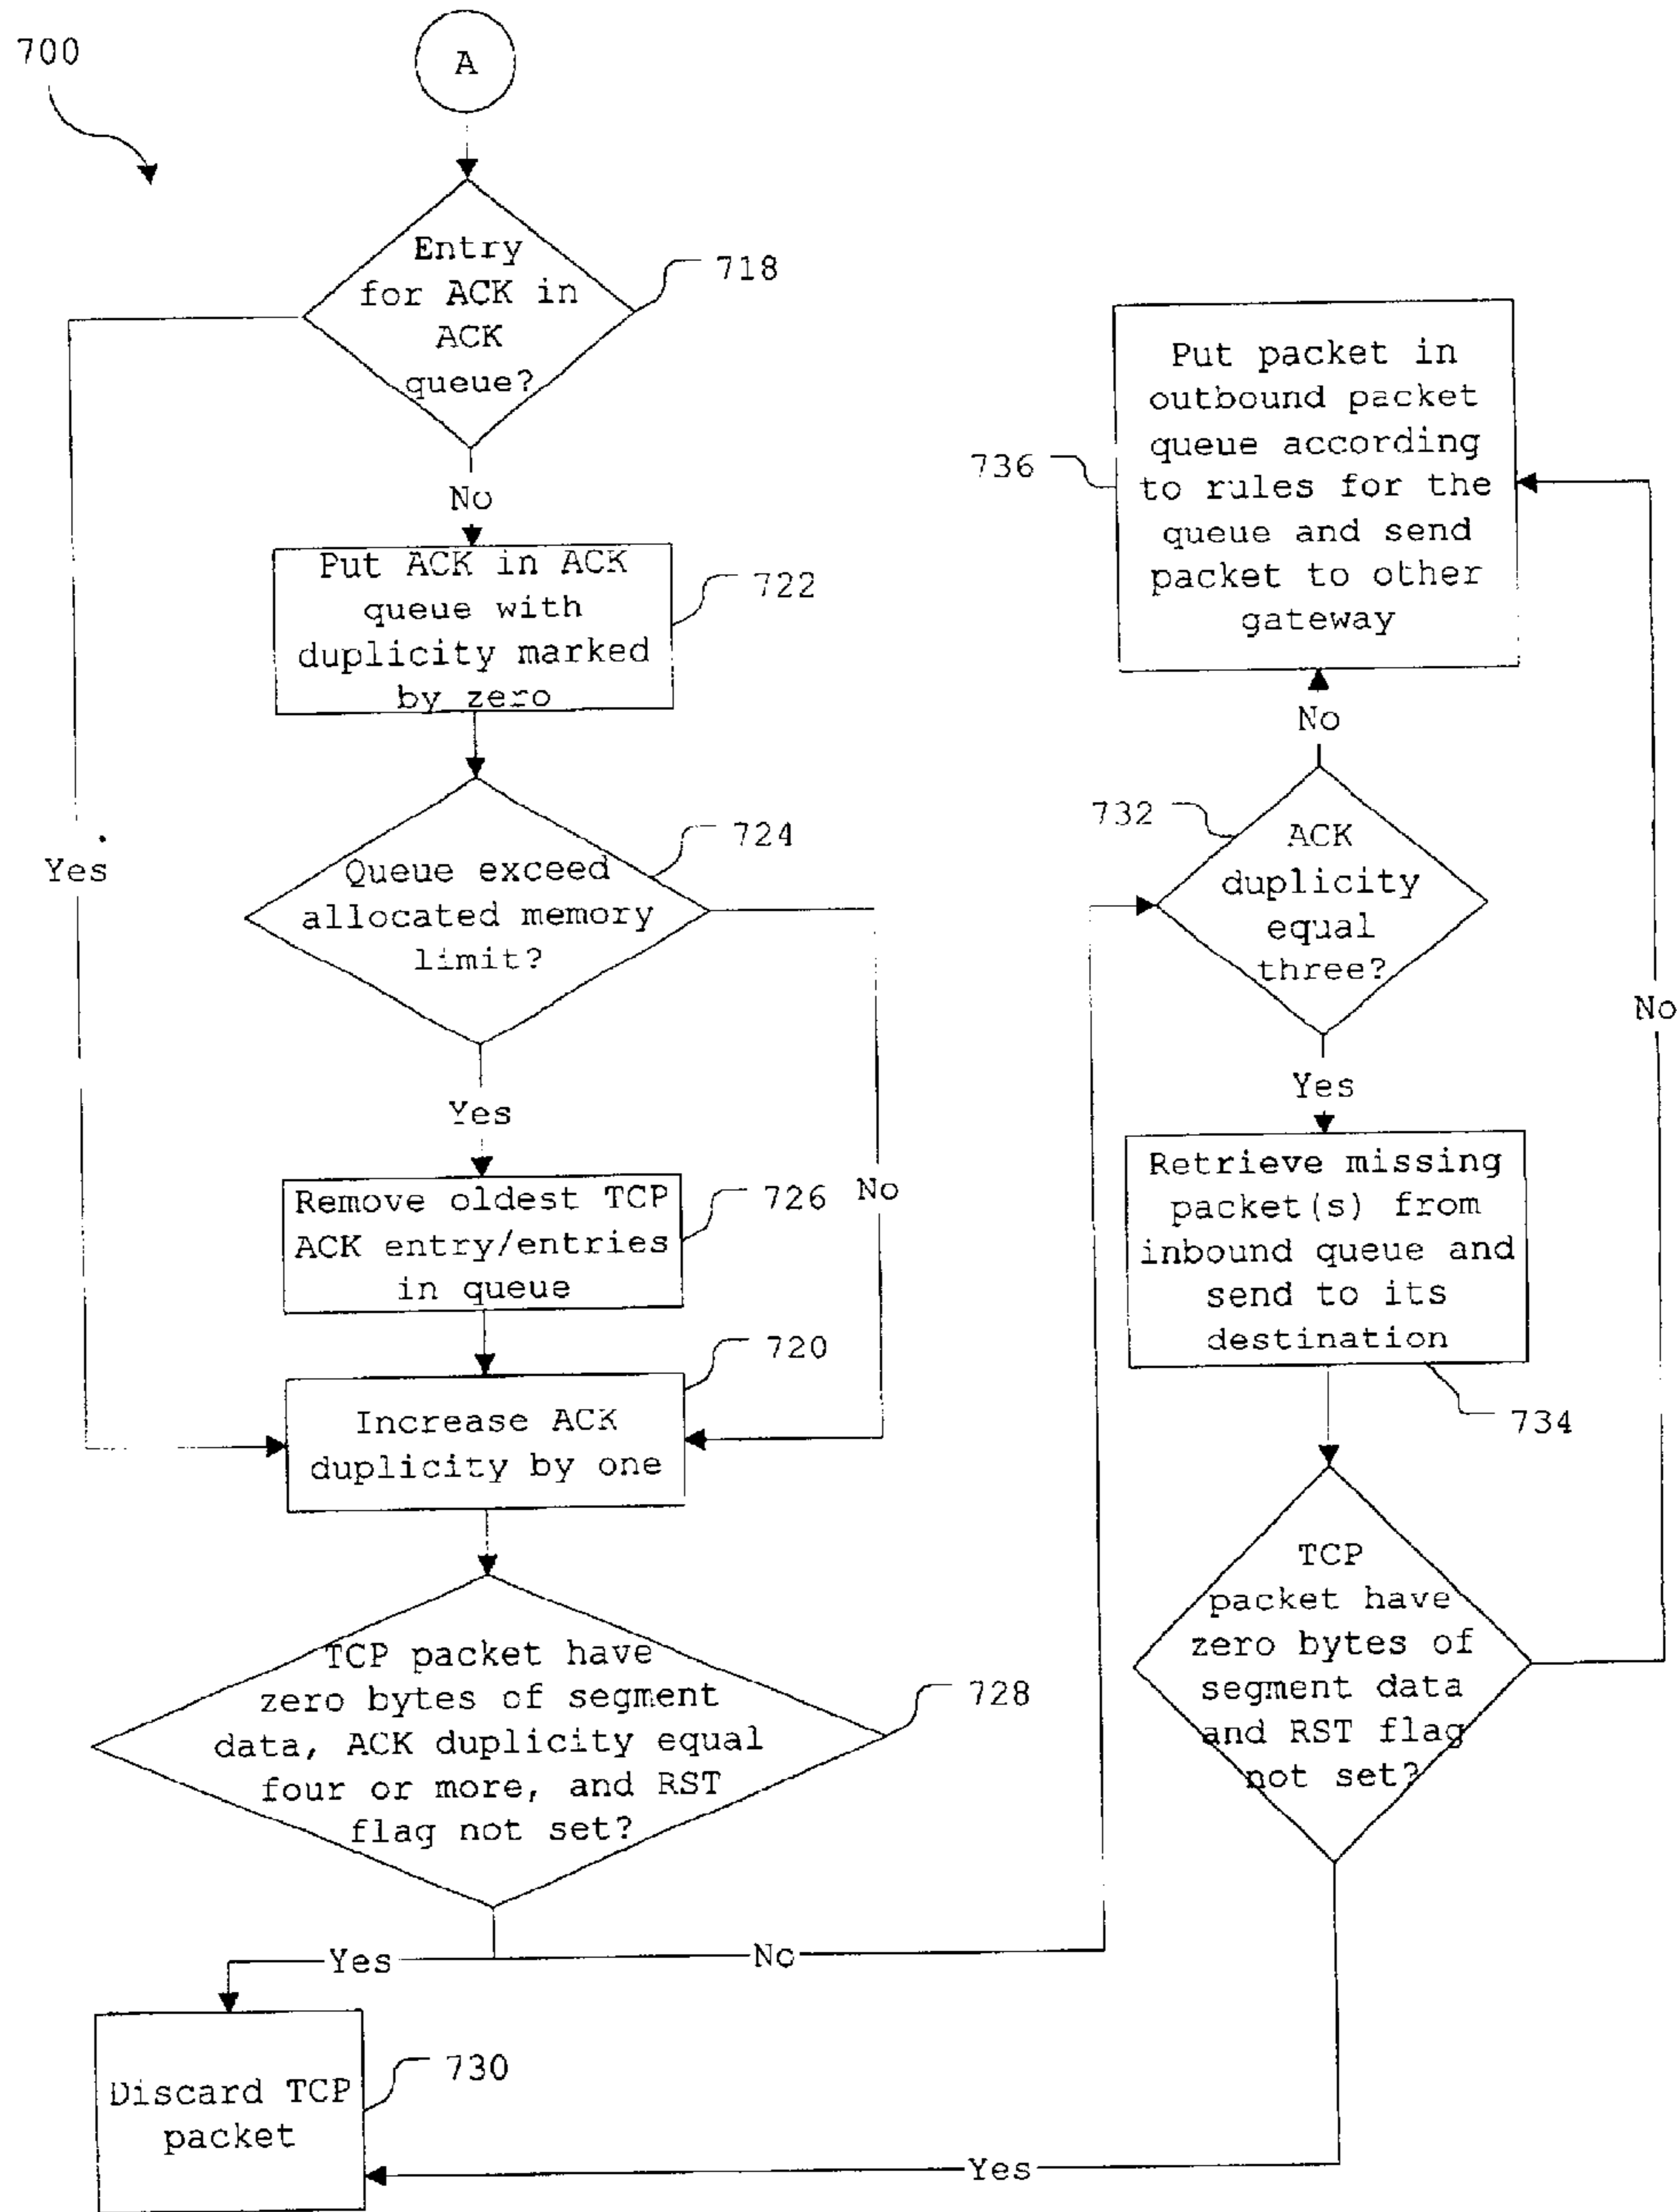 700
A
Entry
for ACK in
ACK
queue?
718
No
Put ACK in ACK
queue with
duplicity marked
by zero
722
Yes
Queue exceed
allocated memory
limit?
724
Yes
No
Remove oldest TCP
ACK entry/entries
in queue
726
Increase ACK
duplicity by one
720
TCP packet have
zero bytes of segment
data, ACK duplicity equal
four or more, and RST
flag not set?
728
Yes
No
Discard TCP
packet
730
Put packet in
outbound packet
queue according
to rules for the
queue and send
packet to other
gateway
736
No
ACK
duplicity
equal
three?
732
No
Yes
Retrieve missing
packet(s) from
inbound queue and
send to its
destination
734
TCP
packet have
zero bytes of
segment data
and RST flag
not set?
Yes